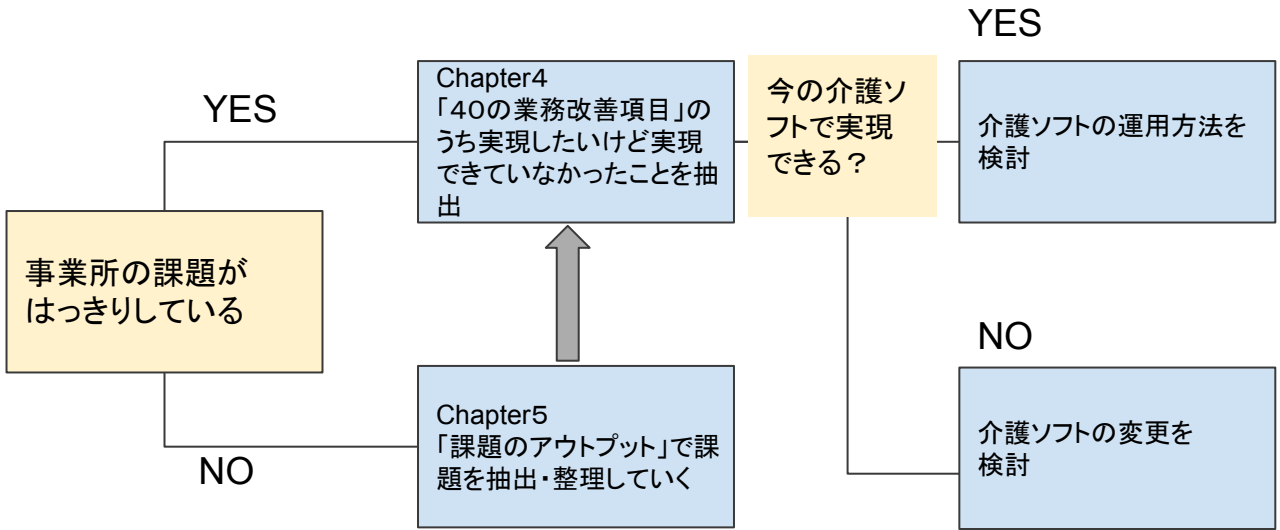 事業所の課題が
はっきりしている
YES
Chapter4
「４０の業務改善項目」の
うち実現したいけど実現
できていなかったことを抽
出
NO
Chapter５
「課題のアウトプット」で課
題を抽出・整理していく
今の介護ソ
フトで実現
できる？
YES
介護ソフトの運用方法を
検討
NO
介護ソフトの変更を
検討